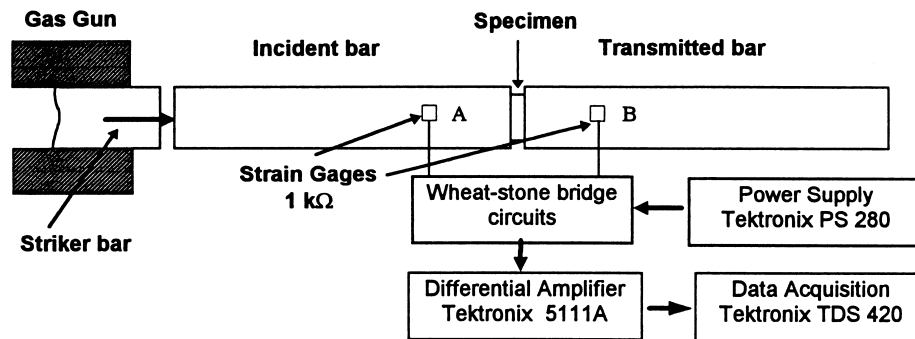 Gas Gun
Specimen
Incident bar
Transmitted bar
A
B
Strain Gages
1 kΩ
Striker bar
Wheat-stone bridge
circuits
Power Supply
Tektronix PS 280
Differential Amplifier
Tektronix 5111A
Data Acquisition
Tektronix TDS 420